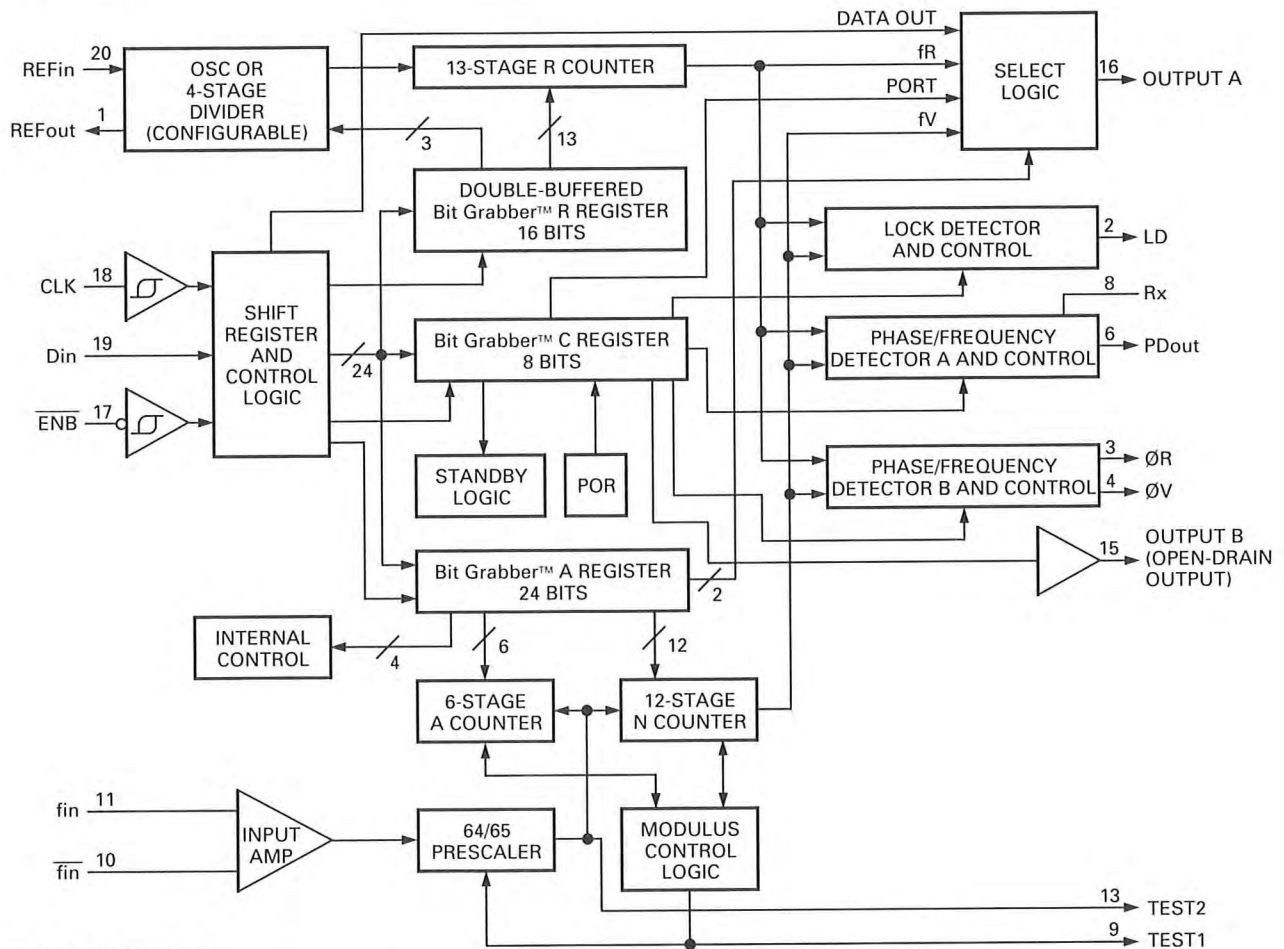 DATA OUT
20
REFin
OSC OR
4-STAGE
DIVIDER
(CONFIGURABLE)
13-STAGE R COUNTER
fR
SELECT
LOGIC
16
OUTPUT A
1
REFout
PORT
fV
3
13
DOUBLE-BUFFERED
Bit Grabber™ R REGISTER
16 BITS
LOCK DETECTOR
AND CONTROL
2
LD
CLK
18
8
Rx
SHIFT
REGISTER
AND
CONTROL
LOGIC
Din
19
24
Bit Grabber™ C REGISTER
8 BITS
PHASE/FREQUENCY
DETECTOR A AND CONTROL
6
PDout
ENB
17
STANDBY
LOGIC
POR
PHASE/FREQUENCY
DETECTOR B AND CONTROL
3
ØR
4
ØV
Bit Grabber™ A REGISTER
24 BITS
2
15
OUTPUT B
(OPEN-DRAIN
OUTPUT)
INTERNAL
CONTROL
4
6
12
6-STAGE
A COUNTER
12-STAGE
N COUNTER
fin
11
INPUT
AMP
64/65
PRESCALER
MODULUS
CONTROL
LOGIC
fin
10
13
TEST2
9
TEST1